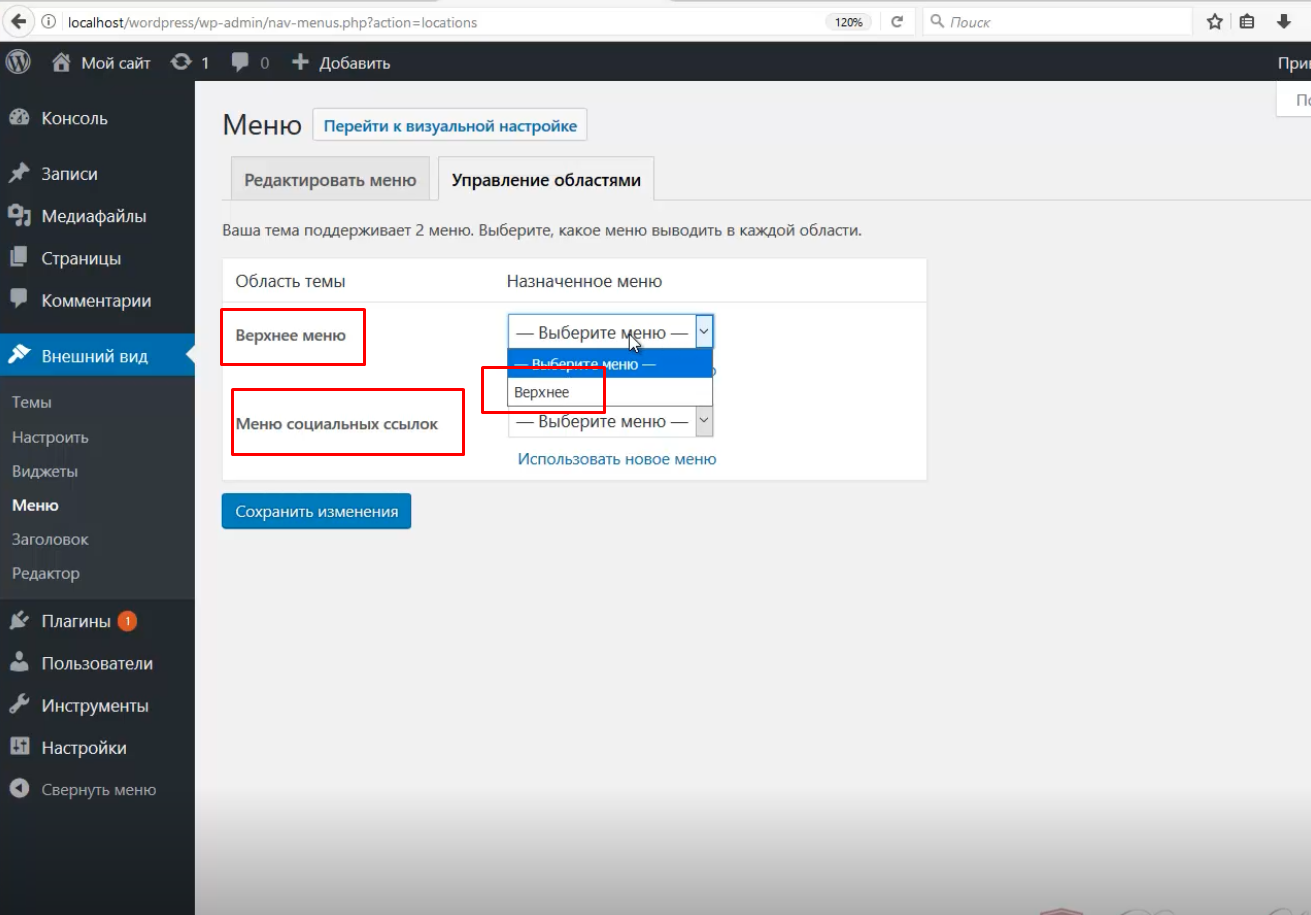 localhost/wordpress/wp-admin/nav-menus.php?action=locations
120%
Поиск
Мой сайт
1
0
Добавить
Консоль
Записи
Медиафайлы
Страницы
Комментарии
Внешний вид
Темы
Настроить
Виджеты
Меню
Заголовок
Редактор
Плагины 1
Пользователи
Инструменты
Настройки
Свернуть меню
Меню
Перейти к визуальной настройке
Редактировать меню
Управление областями
Ваша тема поддерживает 2 меню. Выберите, какое меню выводить в каждой области.
Область темы
Назначенное меню
Верхнее меню
— Выберите меню —
— Выберите меню —
Верхнее
Меню социальных ссылок
— Выберите меню —
Использовать новое меню
Сохранить изменения